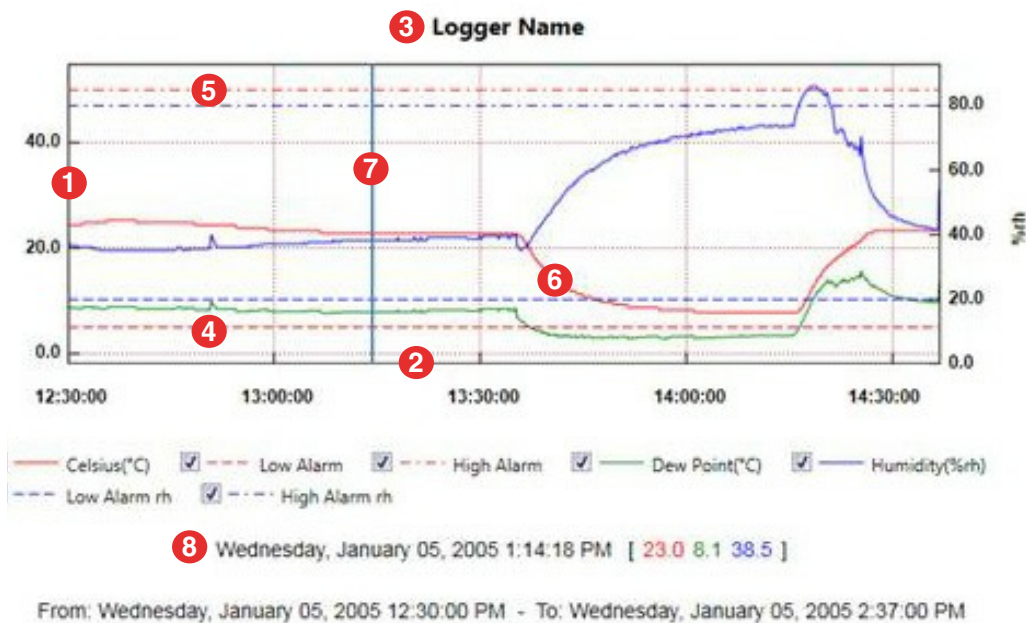 3 Logger Name
5
80.0
40.0
7
1
60.0
20.0
40.0
%rh
6
20.0
4
0.0
2
0.0
12:30:00 13:00:00 13:30:00 14:00:00 14:30:00
Celsius(°C) Low Alarm High Alarm Dew Point(°C) Humidity(%rh)
Low Alarm rh High Alarm rh
8 Wednesday, January 05, 2005 1:14:18 PM [ 23.0 8.1 38.5 ]
From: Wednesday, January 05, 2005 12:30:00 PM - To: Wednesday, January 05, 2005 2:37:00 PM